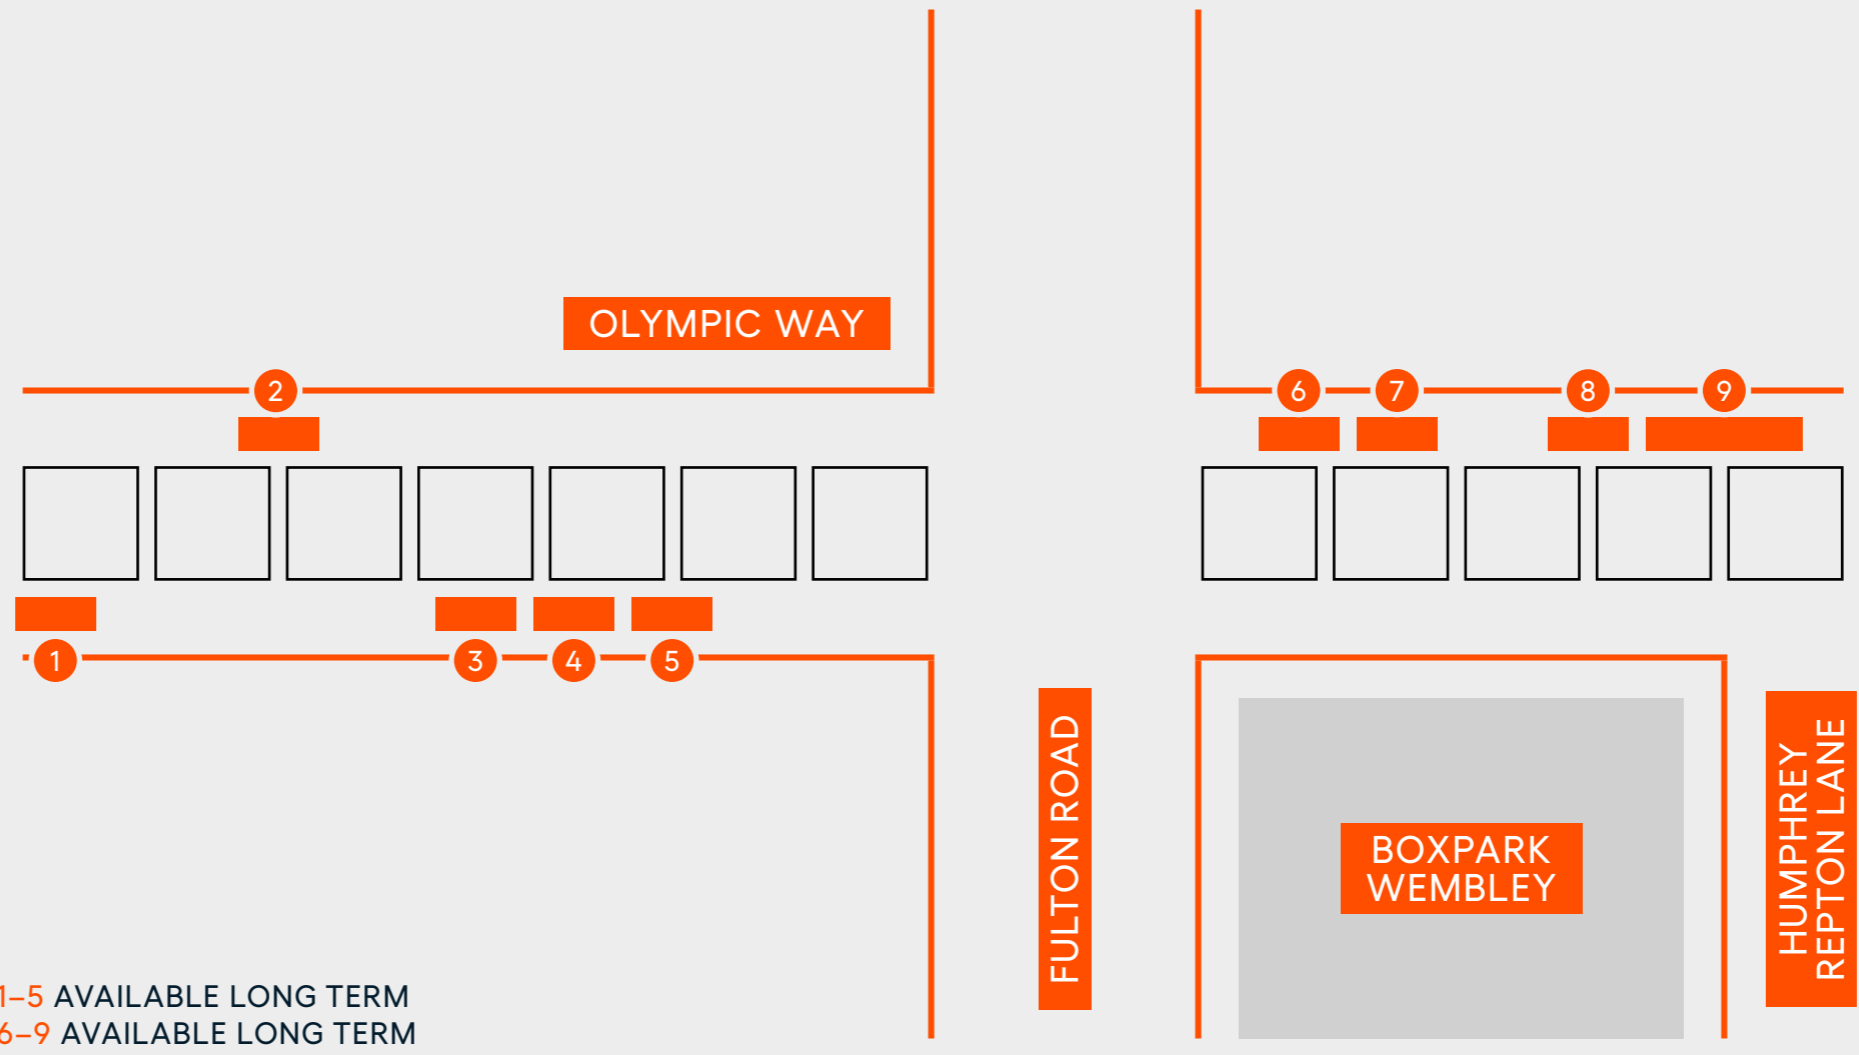 OLYMPIC WAY
2
6
7
8
9
1
3
4
5
FULTON ROAD
BOXPARK
WEMBLEY
HUMPHREY
REPTON LANE
1–5 AVAILABLE LONG TERM
6–9 AVAILABLE LONG TERM